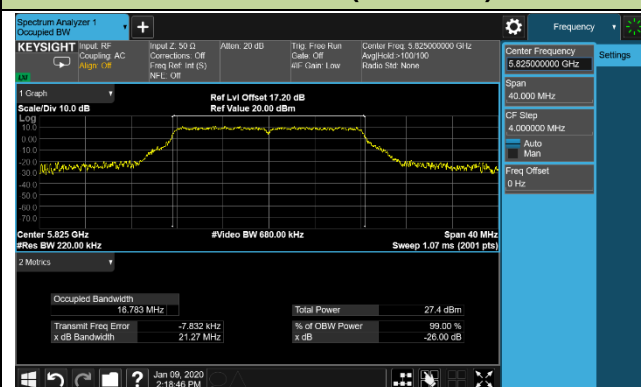 Spectrum Analyzer 1
Occupied BW
Frequency
KEYSIGHT
Input: RF
Coupling: AC
Align: Off
Input Z: 50 Ω
Corrections: Off
Freq Ref: Int (S)
NFE: Off
Atten: 20 dB
Trig: Free Run
Gate: Off
#IF Gain: Low
Center Freq: 5.825000000 GHz
Avg|Hold:>100/100
Radio Std: None
Center Frequency
5.825000000 GHz
Settings
Span
40.000 MHz
CF Step
4.000000 MHz
Auto
Man
Freq Offset
0 Hz
1 Graph
Scale/Div 10.0 dB
Ref Lvl Offset 17.20 dB
Ref Value 20.00 dBm
Log
10.0
0.00
-10.0
-20.0
-30.0
-40.0
-50.0
-60.0
-70.0
Center 5.825 GHz
#Video BW 680.00 kHz
Span 40 MHz
#Res BW 220.00 kHz
Sweep 1.07 ms (2001 pts)
2 Metrics
Occupied Bandwidth
16.783 MHz
Total Power 27.4 dBm
Transmit Freq Error -7.832 kHz
% of OBW Power 99.00 %
x dB Bandwidth 21.27 MHz
x dB -26.00 dB
Jan 09, 2020
2:18:46 PM